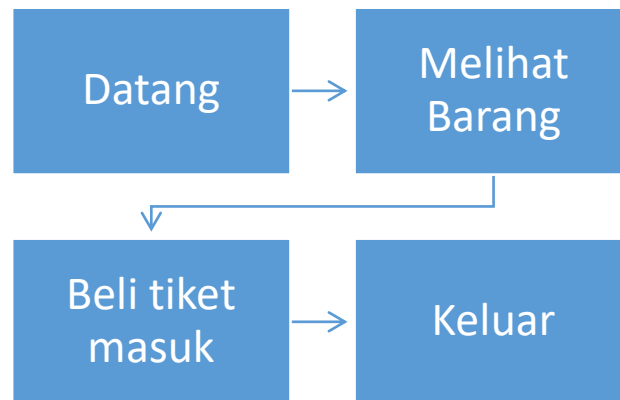 Datang
Melihat
Barang
Beli tiket
masuk
Keluar